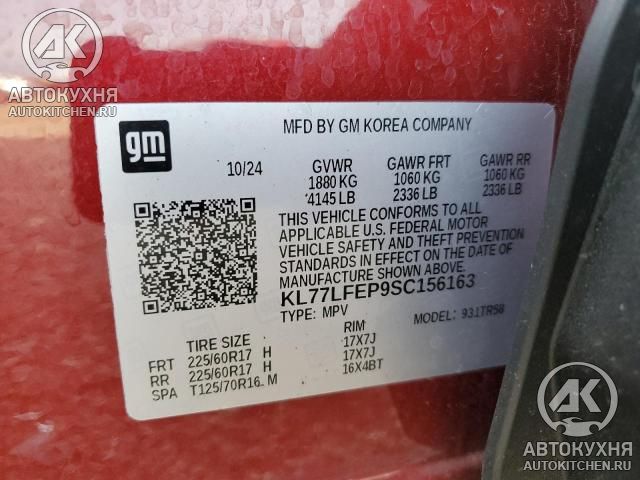 АК
АВТОКУХНЯ
AUTOKITCHEN.RU
gm
MFD BY GM KOREA COMPANY
10/24 GVWR GAWR FRT GAWR RR
1880 KG 1060 KG 1060 KG
4145 LB 2336 LB 2336 LB
THIS VEHICLE CONFORMS TO ALL
APPLICABLE U.S. FEDERAL MOTOR
VEHICLE SAFETY AND THEFT PREVENTION
STANDARDS IN EFFECT ON THE DATE OF
MANUFACTURE SHOWN ABOVE.
KL77LFEP9SC156163
TYPE: MPV MODEL: 931TR58
TIRE SIZE RIM
FRT 225/60R17 H 17X7J
RR 225/60R17 H 17X7J
SPA T125/70R16 M 16X4BT
АК
АВТОКУХНЯ
AUTOKITCHEN.RU